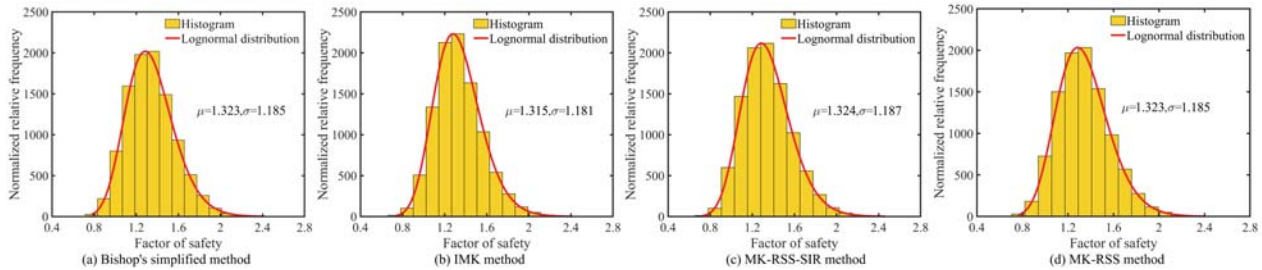 2500
2000
1500
1000
500
0
Normalized relative frequency
Histogram
Lognormal distribution
μ=1.323,σ=1.185
0.4 0.8 1.2 1.6 2.0 2.4 2.8
Factor of safety
(a) Bishop's simplified method
2500
2000
1500
1000
500
0
Normalized relative frequency
Histogram
Lognormal distribution
μ=1.315,σ=1.181
0.4 0.8 1.2 1.6 2.0 2.4 2.8
Factor of safety
(b) IMK method
2500
2000
1500
1000
500
0
Normalized relative frequency
Histogram
Lognormal distribution
μ=1.324,σ=1.187
0.4 0.8 1.2 1.6 2.0 2.4 2.8
Factor of safety
(c) MK-RSS-SIR method
2500
2000
1500
1000
500
0
Normalized relative frequency
Histogram
Lognormal distribution
μ=1.323,σ=1.185
0.4 0.8 1.2 1.6 2.0 2.4 2.8
Factor of safety
(d) MK-RSS method